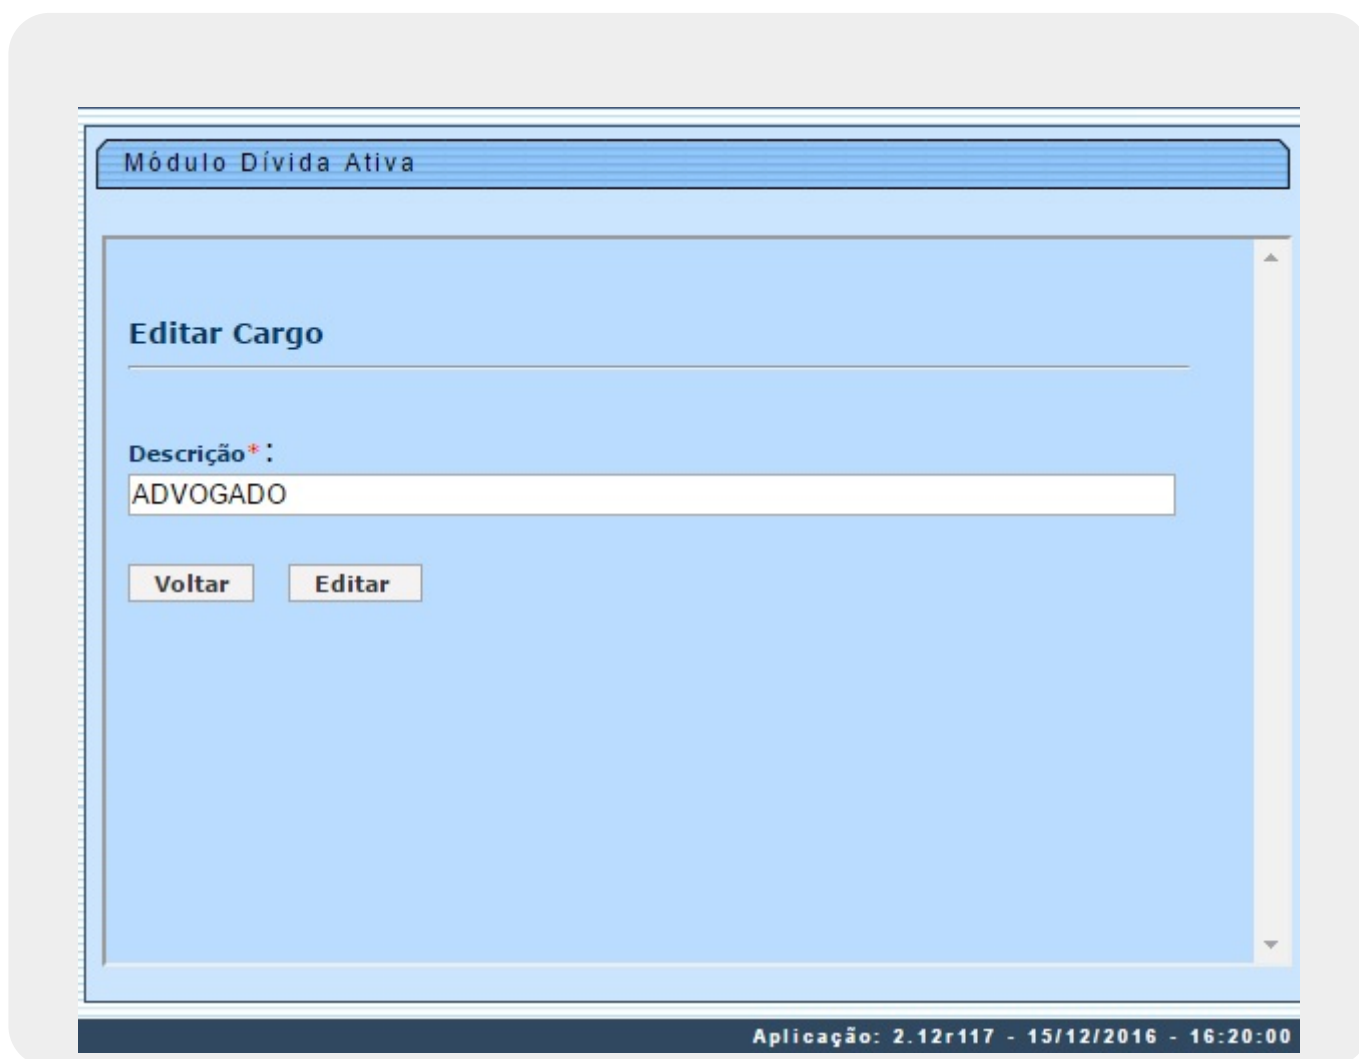 Módulo Dívida Ativa
Editar Cargo
Descrição*:
ADVOGADO
Voltar Editar
Aplicação: 2.12r117 - 15/12/2016 - 16:20:00